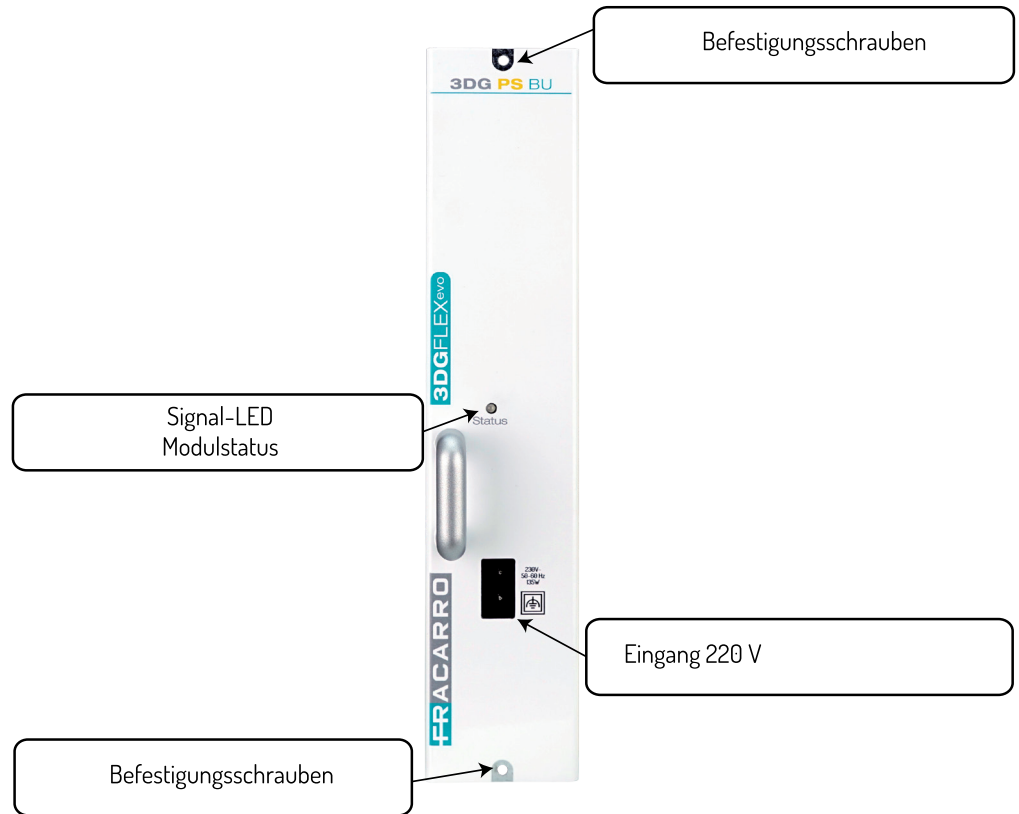 Befestigungsschrauben
3DG PS BU
3DGFLEXevo
Signal-LED
Modulstatus
Status
230V~
50-60 Hz
135W
Eingang 220 V
FRACARRO
Befestigungsschrauben